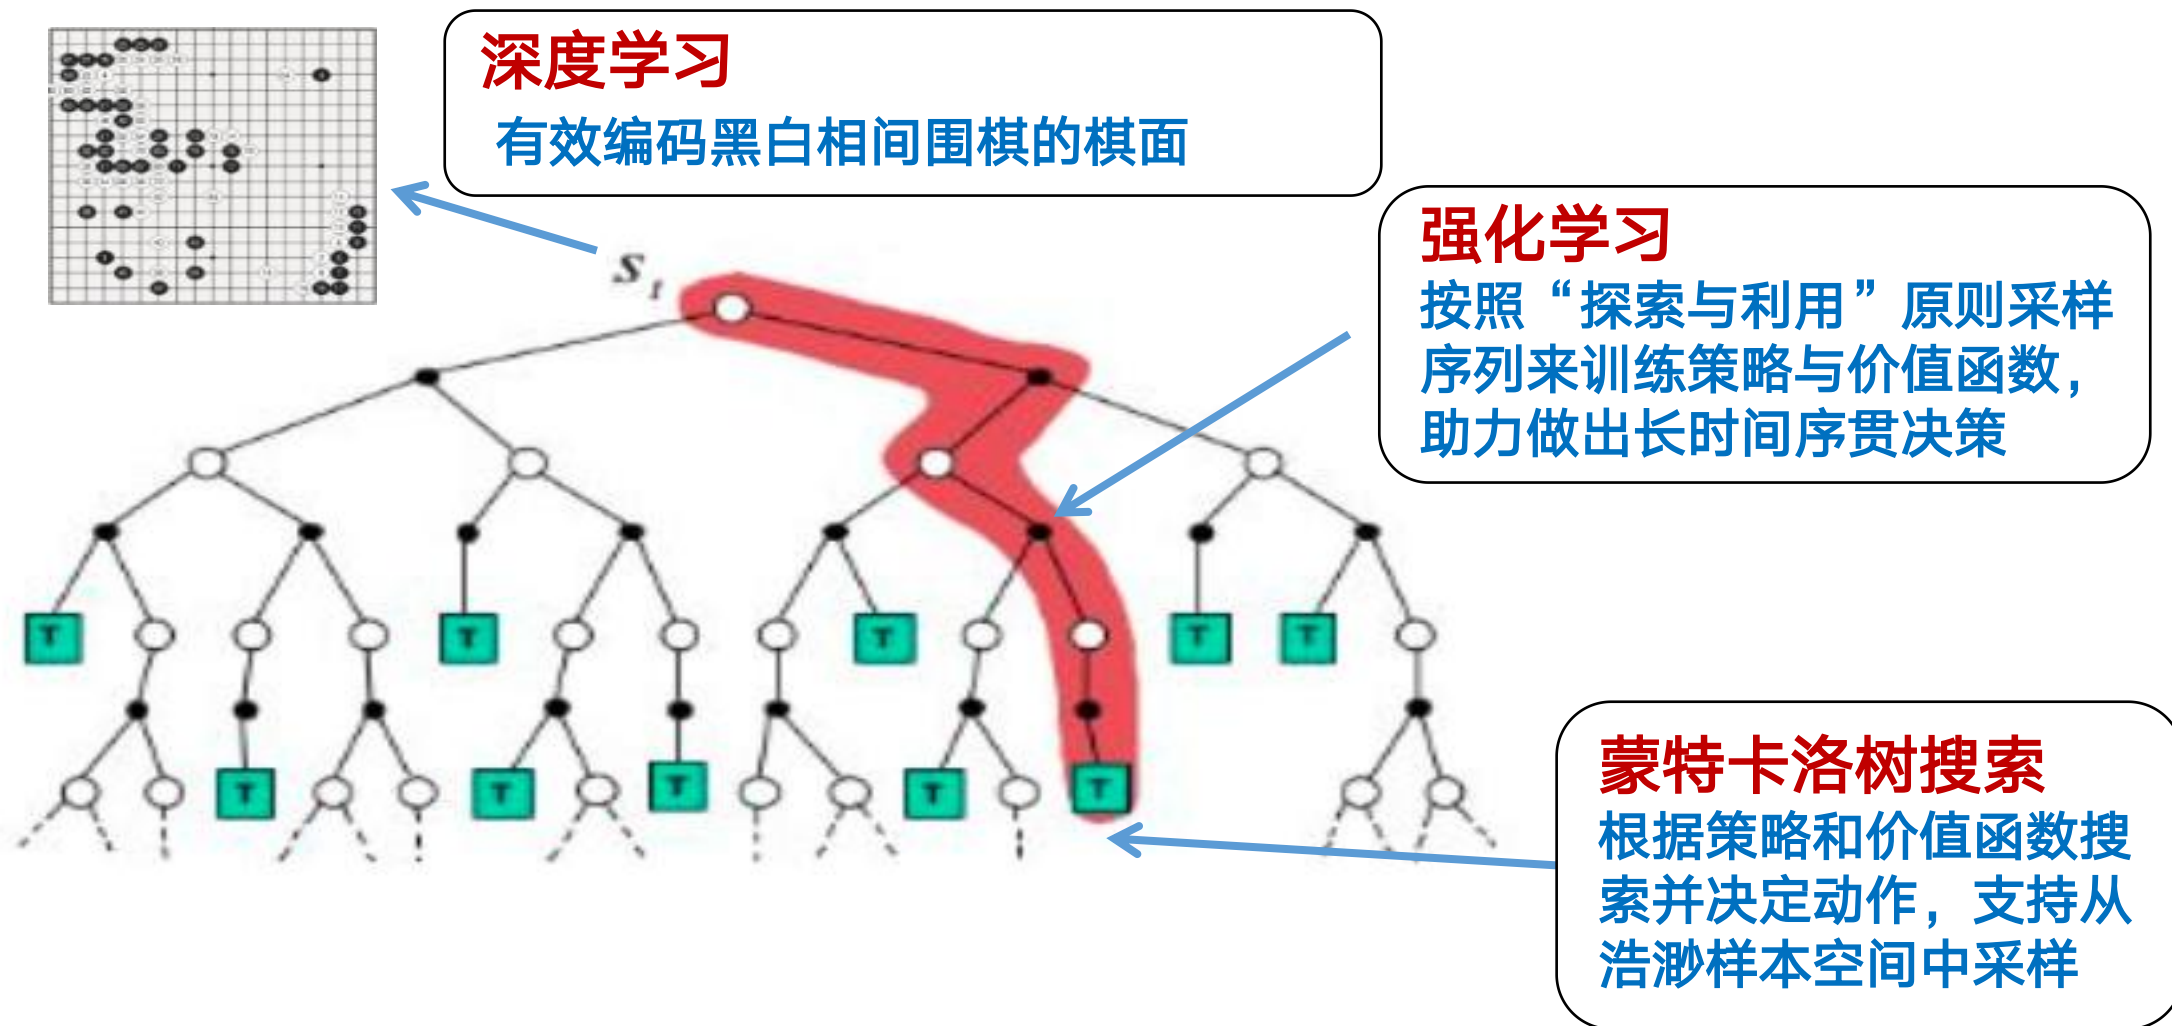 深度学习
有效编码黑白相间围棋的棋面
强化学习
按照“探索与利用”原则采样
序列来训练策略与价值函数，
助力做出长时间序贯决策
S t
T
T
T
T
T
T
T
T
T
T
T
蒙特卡洛树搜索
根据策略和价值函数搜
索并决定动作，支持从
浩渺样本空间中采样